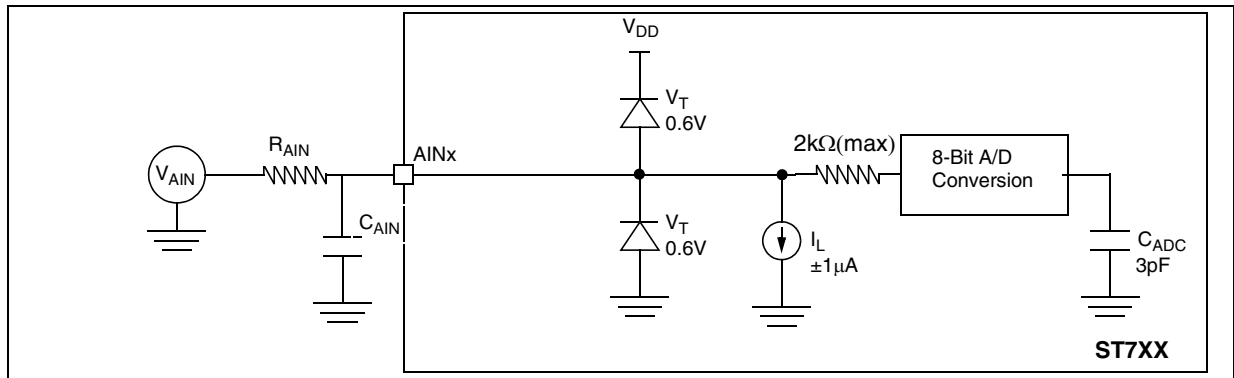 V_DD
V_T
0.6V
R_AIN
AINx
2kΩ(max)
8-Bit A/D
Conversion
V_AIN
C_AIN
V_T
0.6V
I_L
±1μA
C_ADC
3pF
ST7XX